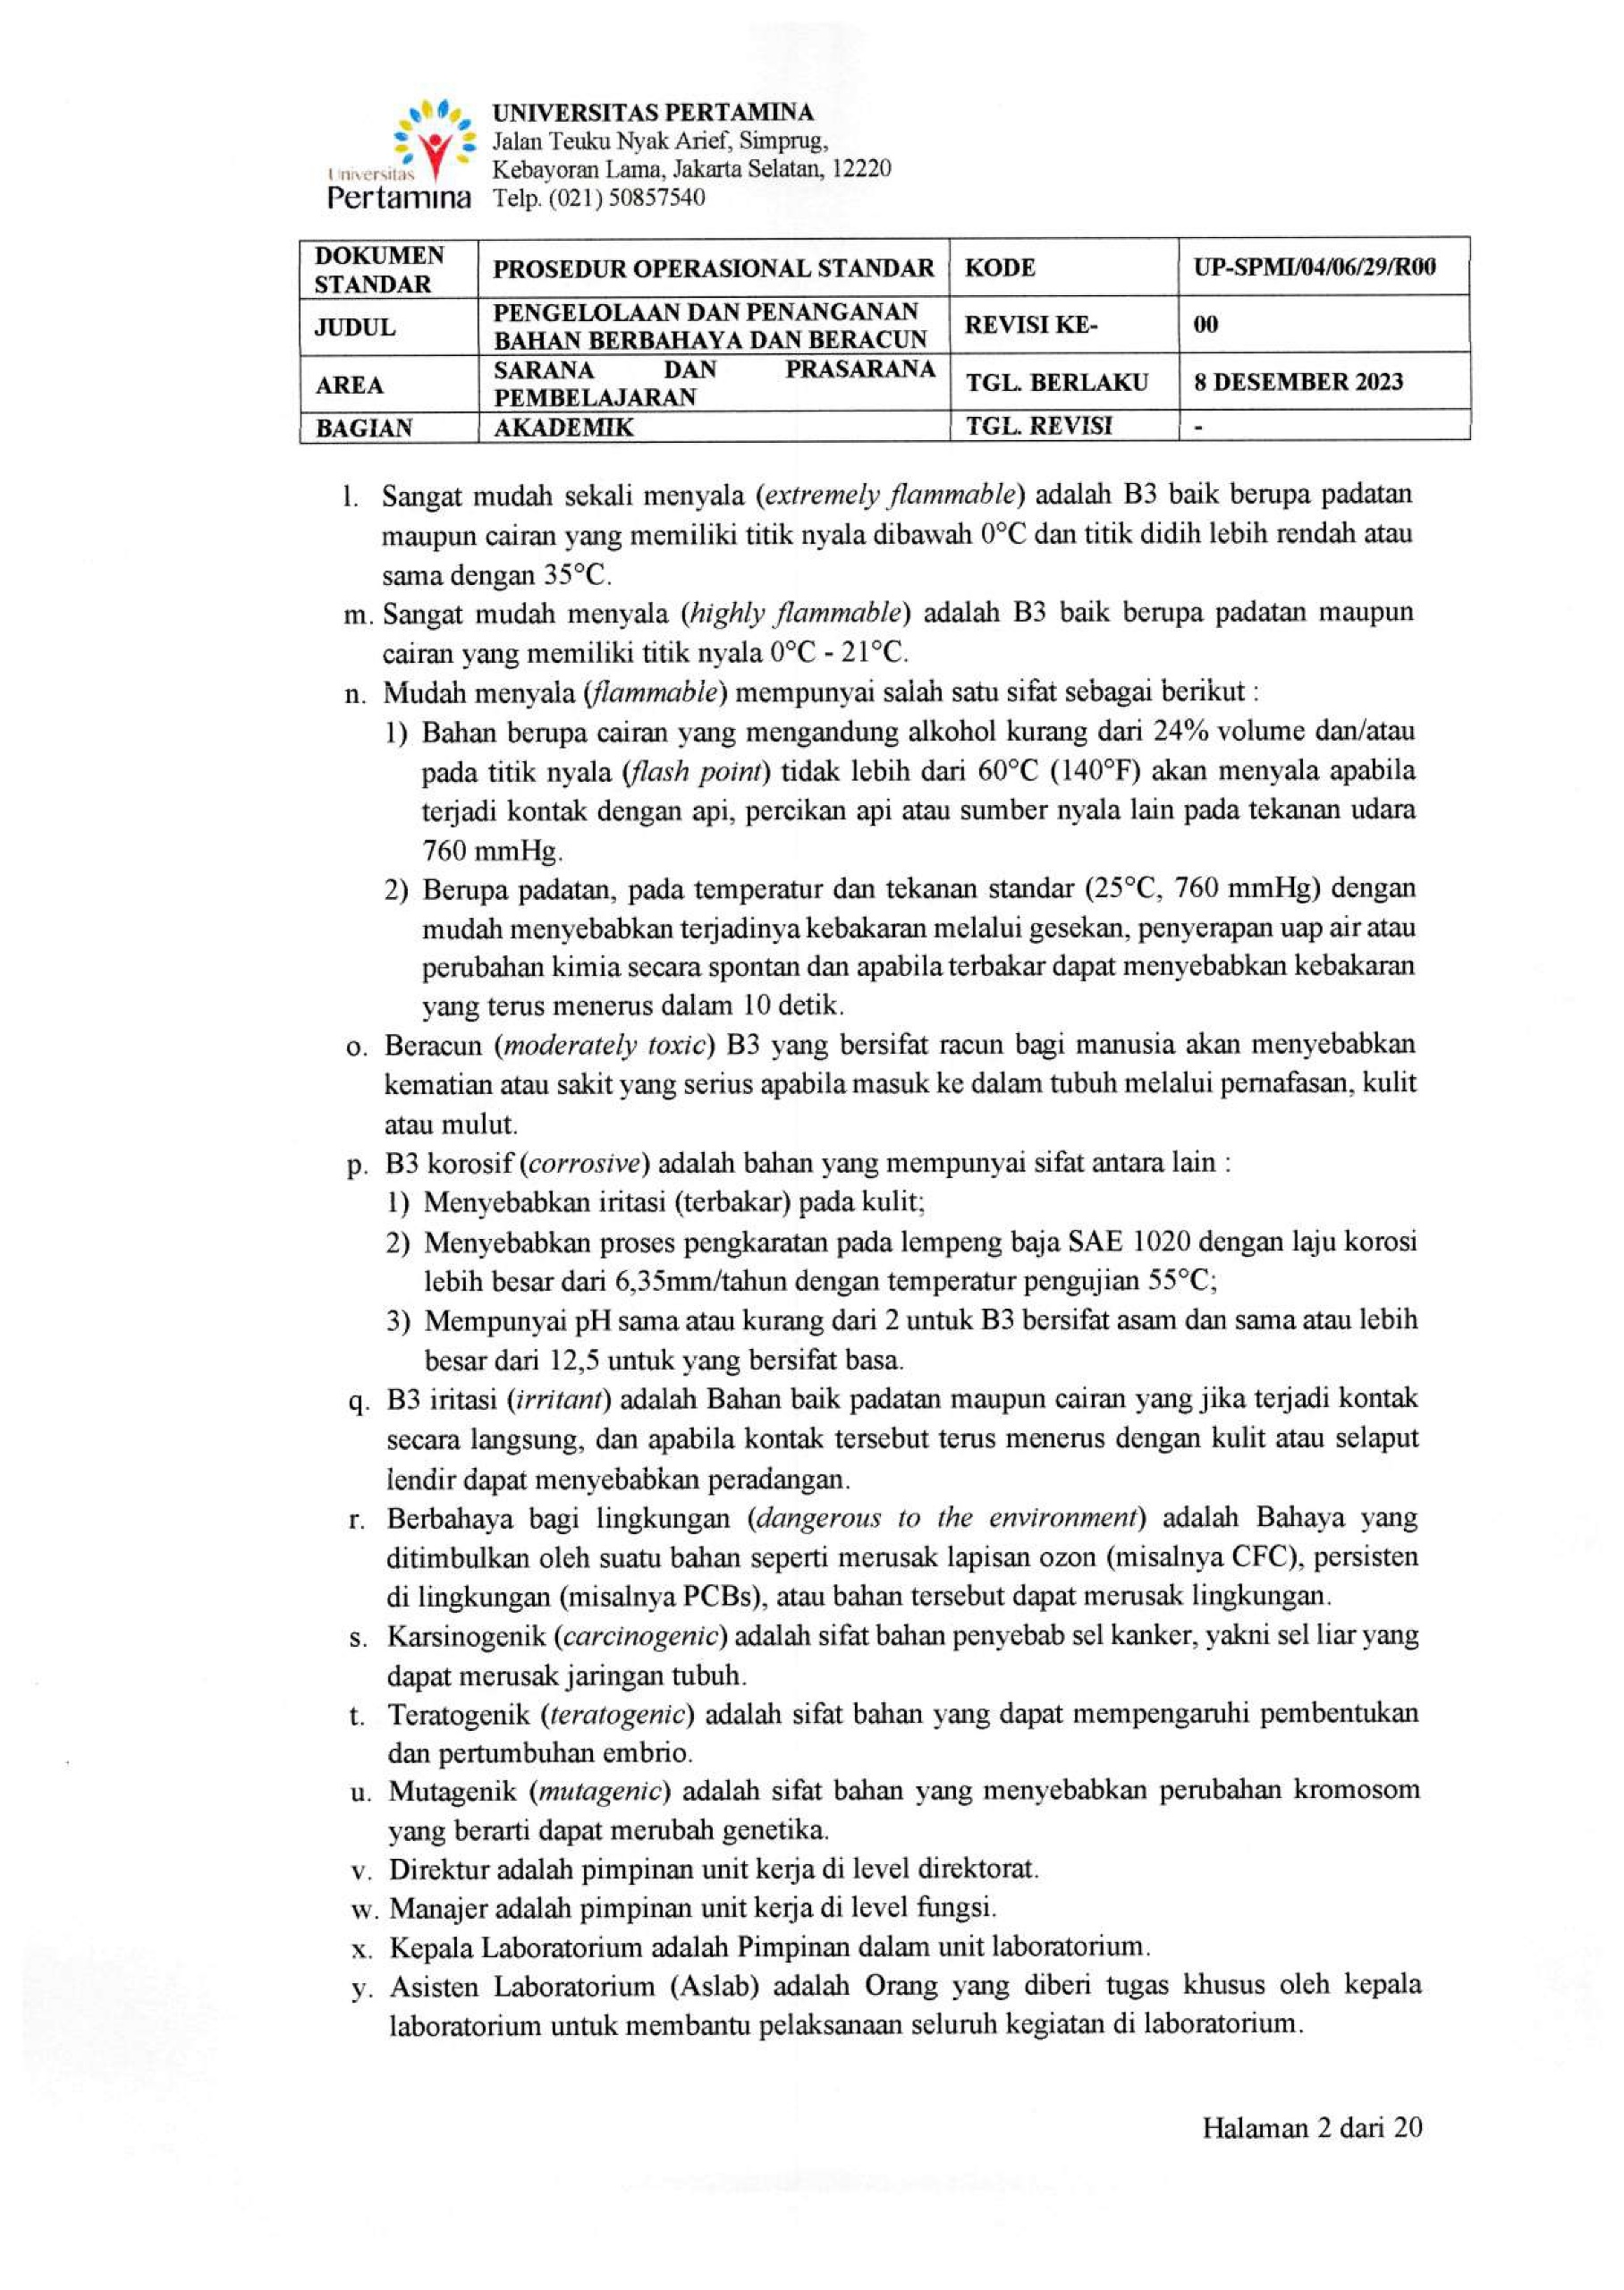 Universitas
Pertamina
UNIVERSITAS PERTAMINA
Jalan Teuku Nyak Arief, Simprug,
Kebayoran Lama, Jakarta Selatan, 12220
Telp. (021) 50857540
DOKUMEN STANDAR PROSEDUR OPERASIONAL STANDAR KODE UP-SPMI/04/06/29/R00
JUDUL PENGELOLAAN DAN PENANGANAN BAHAN BERBAHAYA DAN BERACUN REVISI KE- 00
AREA SARANA DAN PRASARANA PEMBELAJARAN TGL. BERLAKU 8 DESEMBER 2023
BAGIAN AKADEMIK TGL. REVISI -
l. Sangat mudah sekali menyala (extremely flammable) adalah B3 baik berupa padatan
maupun cairan yang memiliki titik nyala dibawah 0°C dan titik didih lebih rendah atau
sama dengan 35°C.
m. Sangat mudah menyala (highly flammable) adalah B3 baik berupa padatan maupun
cairan yang memiliki titik nyala 0°C - 21°C.
n. Mudah menyala (flammable) mempunyai salah satu sifat sebagai berikut :
1) Bahan berupa cairan yang mengandung alkohol kurang dari 24% volume dan/atau
pada titik nyala (flash point) tidak lebih dari 60°C (140°F) akan menyala apabila
terjadi kontak dengan api, percikan api atau sumber nyala lain pada tekanan udara
760 mmHg.
2) Berupa padatan, pada temperatur dan tekanan standar (25°C, 760 mmHg) dengan
mudah menyebabkan terjadinya kebakaran melalui gesekan, penyerapan uap air atau
perubahan kimia secara spontan dan apabila terbakar dapat menyebabkan kebakaran
yang terus menerus dalam 10 detik.
o. Beracun (moderately toxic) B3 yang bersifat racun bagi manusia akan menyebabkan
kematian atau sakit yang serius apabila masuk ke dalam tubuh melalui pernafasan, kulit
atau mulut.
p. B3 korosif (corrosive) adalah bahan yang mempunyai sifat antara lain :
1) Menyebabkan iritasi (terbakar) pada kulit;
2) Menyebabkan proses pengkaratan pada lempeng baja SAE 1020 dengan laju korosi
lebih besar dari 6,35mm/tahun dengan temperatur pengujian 55°C;
3) Mempunyai pH sama atau kurang dari 2 untuk B3 bersifat asam dan sama atau lebih
besar dari 12,5 untuk yang bersifat basa.
q. B3 iritasi (irritant) adalah Bahan baik padatan maupun cairan yang jika terjadi kontak
secara langsung, dan apabila kontak tersebut terus menerus dengan kulit atau selaput
lendir dapat menyebabkan peradangan.
r. Berbahaya bagi lingkungan (dangerous to the environment) adalah Bahaya yang
ditimbulkan oleh suatu bahan seperti merusak lapisan ozon (misalnya CFC), persisten
di lingkungan (misalnya PCBs), atau bahan tersebut dapat merusak lingkungan.
s. Karsinogenik (carcinogenic) adalah sifat bahan penyebab sel kanker, yakni sel liar yang
dapat merusak jaringan tubuh.
t. Teratogenik (teratogenic) adalah sifat bahan yang dapat mempengaruhi pembentukan
dan pertumbuhan embrio.
u. Mutagenik (mutagenic) adalah sifat bahan yang menyebabkan perubahan kromosom
yang berarti dapat merubah genetika.
v. Direktur adalah pimpinan unit kerja di level direktorat.
w. Manajer adalah pimpinan unit kerja di level fungsi.
x. Kepala Laboratorium adalah Pimpinan dalam unit laboratorium.
y. Asisten Laboratorium (Aslab) adalah Orang yang diberi tugas khusus oleh kepala
laboratorium untuk membantu pelaksanaan seluruh kegiatan di laboratorium.
Halaman 2 dari 20